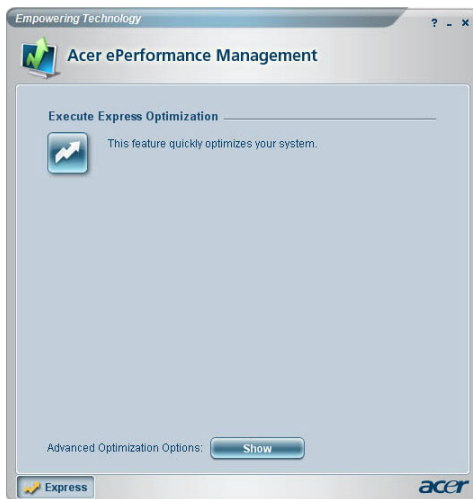 Empowering Technology
? - x
Acer ePerformance Management
Execute Express Optimization
This feature quickly optimizes your system.
Advanced Optimization Options: Show
Express
acer